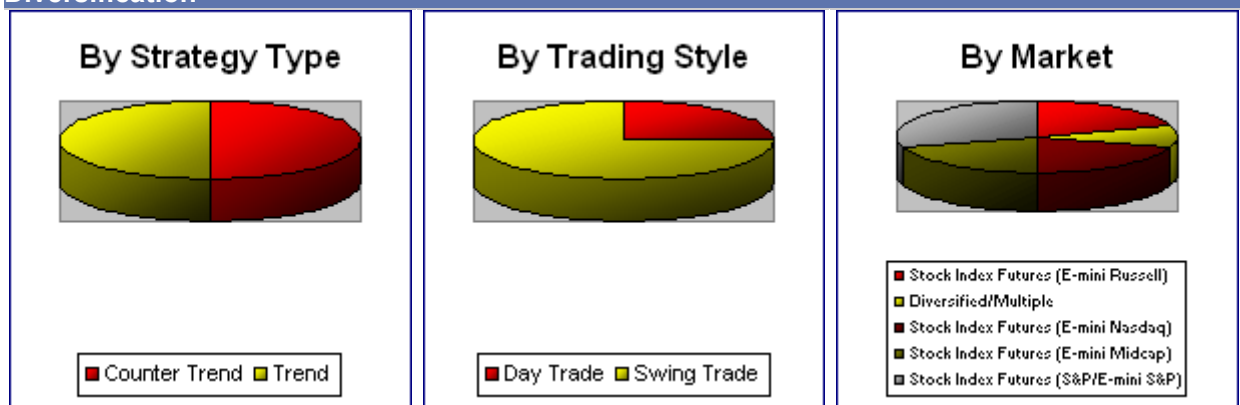 Diversification
By Strategy Type
Counter Trend Trend
By Trading Style
Day Trade Swing Trade
By Market
Stock Index Futures (E-mini Russell)
Diversified/Multiple
Stock Index Futures (E-mini Nasdaq)
Stock Index Futures (E-mini Midcap)
Stock Index Futures (S&P/E-mini S&P)